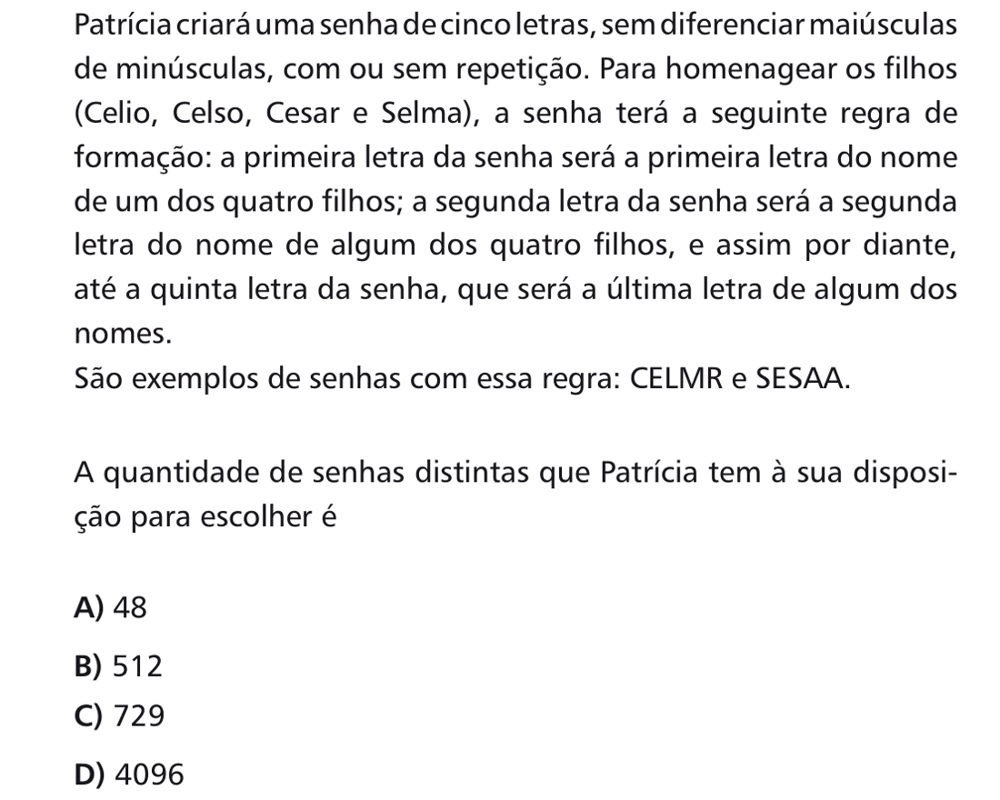 Patrícia criará uma senha de cinco letras, sem diferenciar maiúsculas
de minúsculas, com ou sem repetição. Para homenagear os filhos
(Celio, Celso, Cesar e Selma), a senha terá a seguinte regra de
formação: a primeira letra da senha será a primeira letra do nome
de um dos quatro filhos; a segunda letra da senha será a segunda
letra do nome de algum dos quatro filhos, e assim por diante,
até a quinta letra da senha, que será a última letra de algum dos
nomes.
São exemplos de senhas com essa regra: CELMR e SESAA.
A quantidade de senhas distintas que Patrícia tem à sua disposi-
ção para escolher é
A) 48
B) 512
C) 729
D) 4096